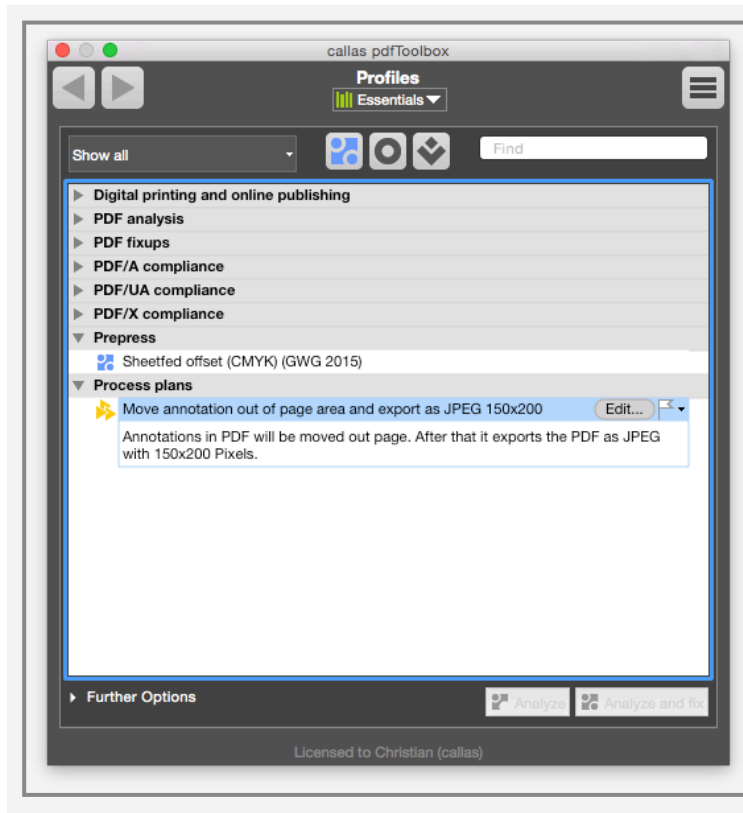 callas pdfToolbox
Profiles
Essentials
Show all
Find
Digital printing and online publishing
PDF analysis
PDF fixups
PDF/A compliance
PDF/UA compliance
PDF/X compliance
Prepress
Sheetfed offset (CMYK) (GWG 2015)
Process plans
Move annotation out of page area and export as JPEG 150x200 Edit...
Annotations in PDF will be moved out page. After that it exports the PDF as JPEG
with 150x200 Pixels.
Further Options
Analyze
Analyze and fix
Licensed to Christian (callas)